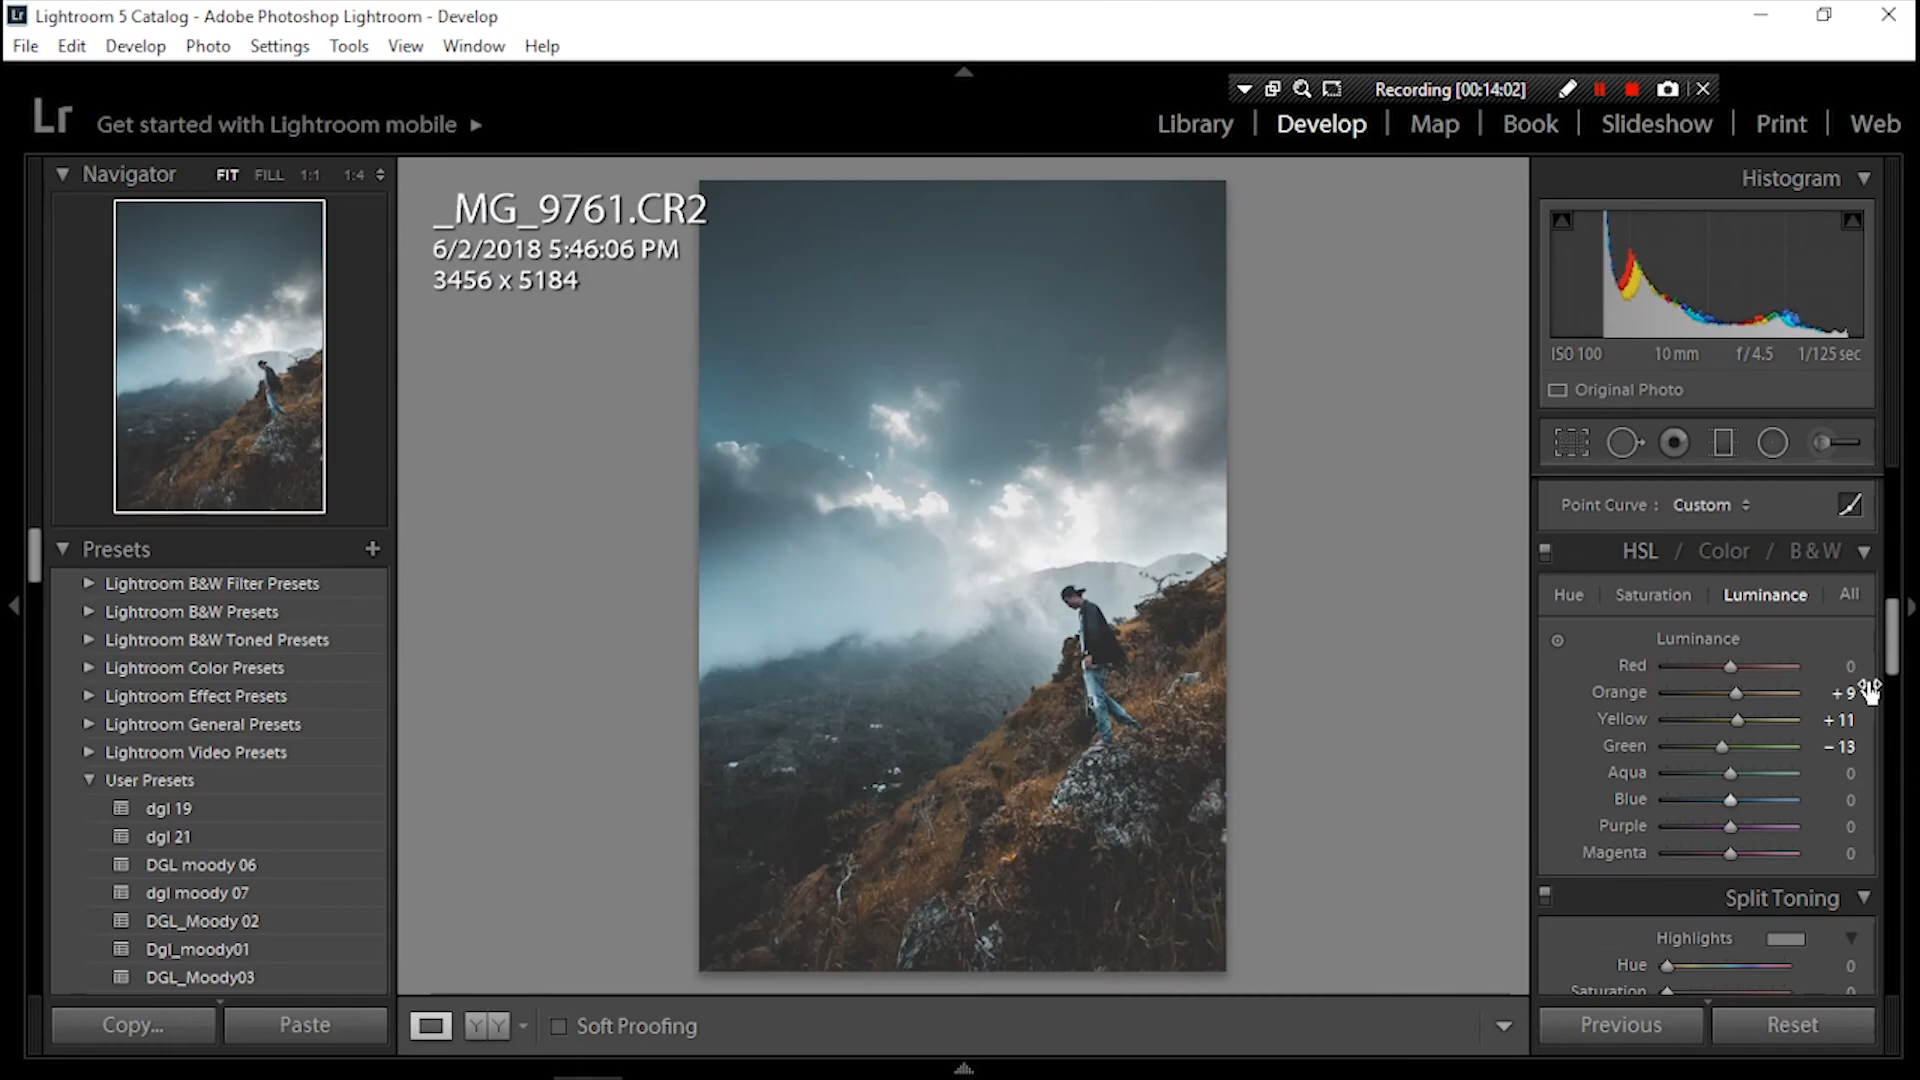 Lr Lightroom 5 Catalog - Adobe Photoshop Lightroom - Develop
File Edit Develop Photo Settings Tools View Window Help
Recording [00:14:02]
Lr Get started with Lightroom mobile
Library | Develop | Map | Book | Slideshow | Print | Web
Navigator FIT FILL 1:1 1:4
_MG_9761.CR2
6/2/2018 5:46:06 PM
3456 x 5184
Presets +
Lightroom B&W Filter Presets
Lightroom B&W Presets
Lightroom B&W Toned Presets
Lightroom Color Presets
Lightroom Effect Presets
Lightroom General Presets
Lightroom Video Presets
User Presets
dgl 19
dgl 21
DGL moody 06
dgl moody 07
DGL_Moody 02
Dgl_moody01
DGL_Moody03
Copy... Paste
YY Soft Proofing
Histogram
ISO 100 10 mm f/4.5 1/125 sec
Original Photo
Point Curve : Custom
HSL / Color / B & W
Hue Saturation Luminance All
Luminance
Red 0
Orange + 9
Yellow + 11
Green - 13
Aqua 0
Blue 0
Purple 0
Magenta 0
Split Toning
Highlights
Hue 0
Saturation 0
Previous Reset